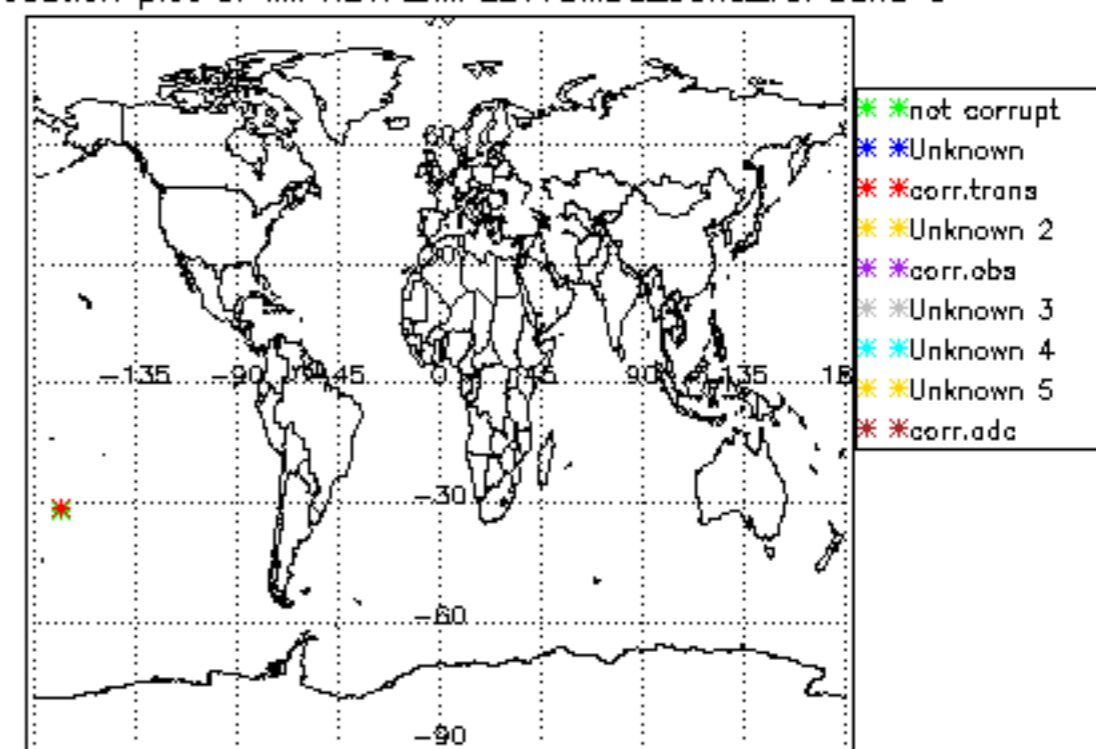 60
-135 -90 -45 0 45 90 135
-30
-60
-90
not corrupt
Unknown
corr.trans
Unknown 2
corr.obs
Unknown 3
Unknown 4
Unknown 5
corr.adc